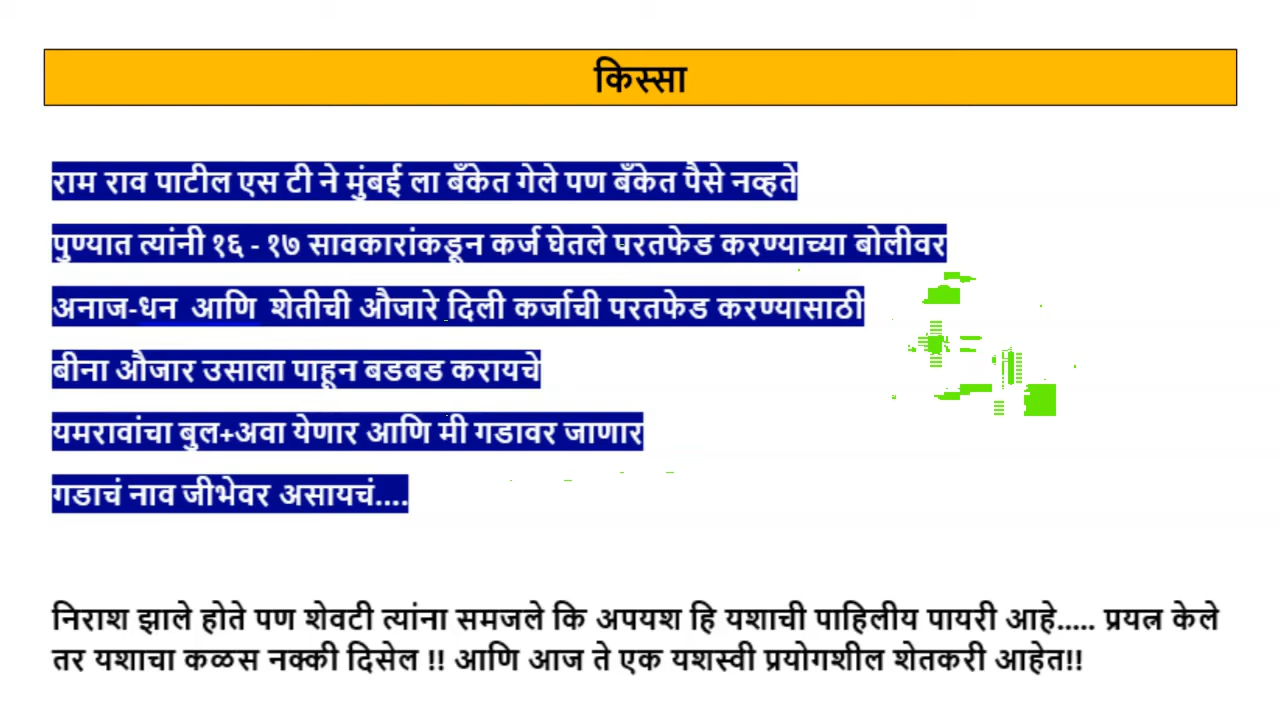 किस्सा
राम राव पाटील एस टी ने मुंबई ला बँकेत गेले पण बँकेत पैसे नव्हते
पुण्यात त्यांनी १६ - १७ सावकारांकडून कर्ज घेतले परतफेड करण्याच्या बोलीवर
अनाज-धन आणि शेतीची औजारे दिली कर्जाची परतफेड करण्यासाठी
बीना औजार उसाला पाहून बडबड करायचे
यमरावांचा बुल+अवा येणार आणि मी गडावर जाणार
गडाचं नाव जीभेवर असायचं....
निराश झाले होते पण शेवटी त्यांना समजले कि अपयश हि यशाची पाहिलीय पायरी आहे..... प्रयत्न केले
तर यशाचा कळस नक्की दिसेल !! आणि आज ते एक यशस्वी प्रयोगशील शेतकरी आहेत!!